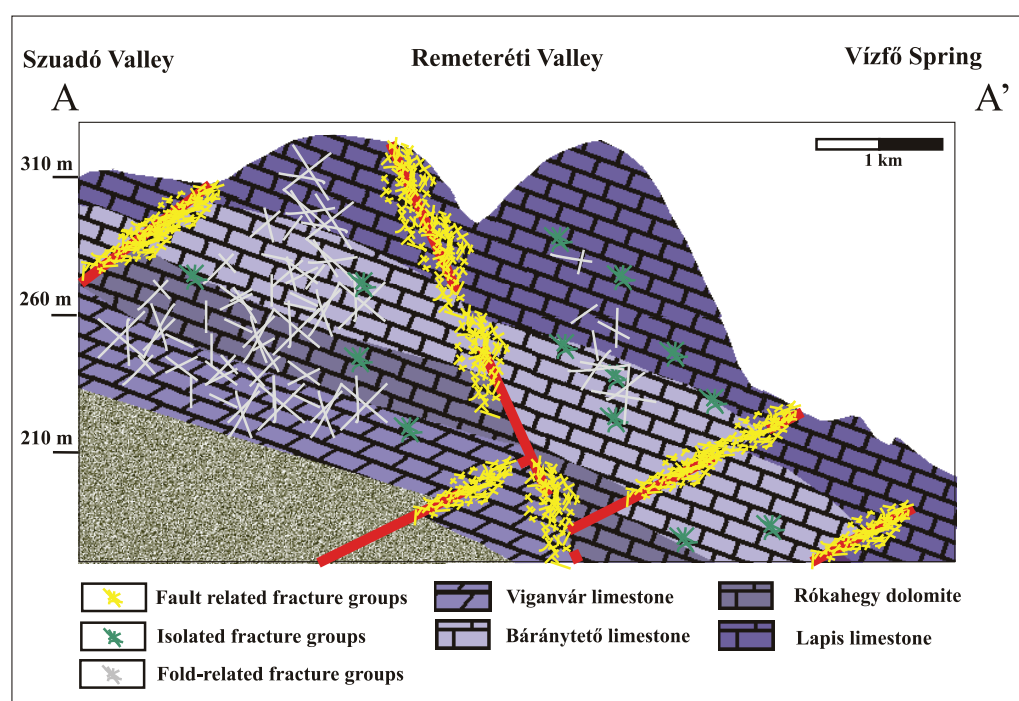 Szuadó Valley
Remeteréti Valley
Vízfő Spring
A
A'
310 m
1 km
260 m
210 m
Fault related fracture groups
Viganvár limestone
Rókahegy dolomite
Isolated fracture groups
Báránytető limestone
Lapis limestone
Fold-related fracture groups